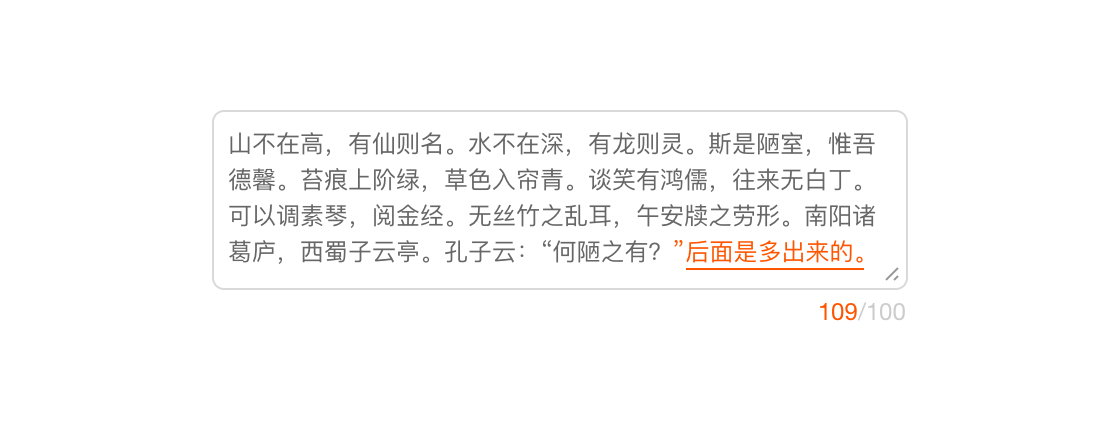 山不在高，有仙则名。水不在深，有龙则灵。斯是陋室，惟吾
德馨。苔痕上阶绿，草色入帘青。谈笑有鸿儒，往来无白丁。
可以调素琴，阅金经。无丝竹之乱耳，午安牍之劳形。南阳诸
葛庐，西蜀子云亭。孔子云：“何陋之有？”后面是多出来的。
109/100